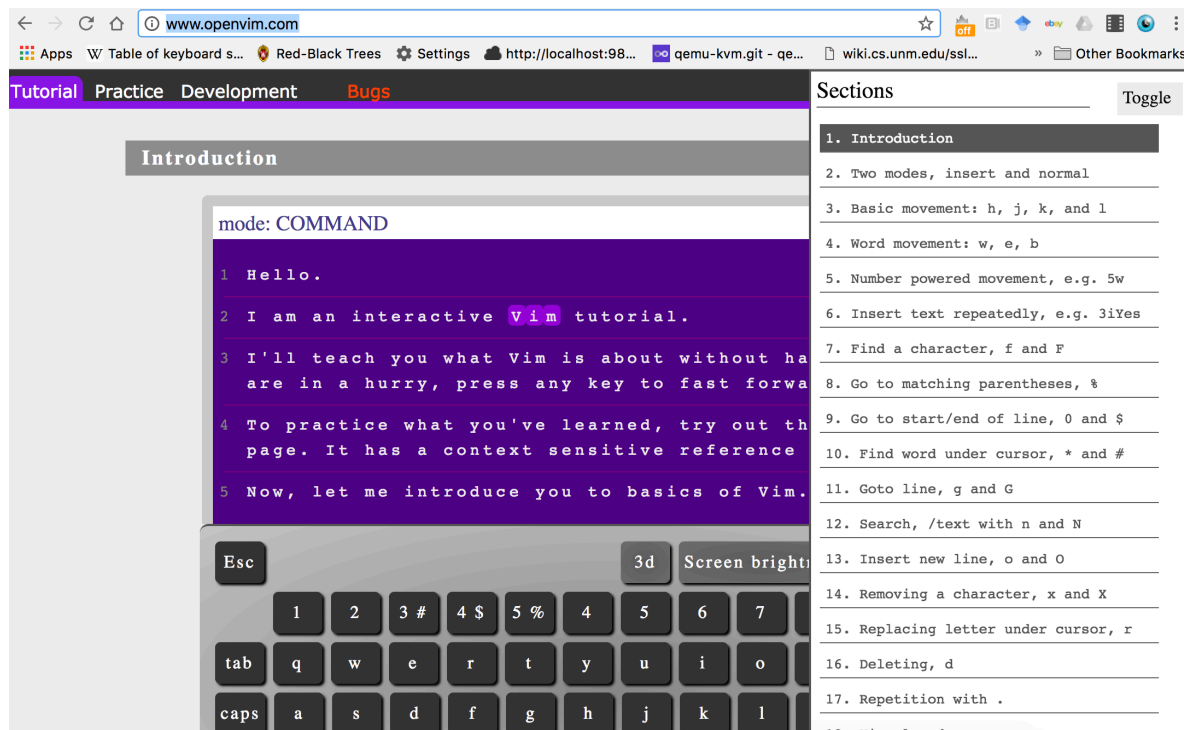 www.openvim.com
off
ebay
Apps W Table of keyboard s... Red-Black Trees Settings http://localhost:98... qemu-kvm.git - qe... wiki.cs.unm.edu/ssl... » Other Bookmarks
Tutorial Practice Development Bugs
Introduction
mode: COMMAND
1 Hello.
2 I am an interactive Vim tutorial.
3 I'll teach you what Vim is about without ha
are in a hurry, press any key to fast forwa
4 To practice what you've learned, try out th
page. It has a context sensitive reference
5 Now, let me introduce you to basics of Vim.
Esc 3d Screen bright
1 2 3 # 4 $ 5 % 4 5 6 7
tab q w e r t y u i o
caps a s d f g h j k l
Sections
Toggle
1. Introduction
2. Two modes, insert and normal
3. Basic movement: h, j, k, and l
4. Word movement: w, e, b
5. Number powered movement, e.g. 5w
6. Insert text repeatedly, e.g. 3iYes
7. Find a character, f and F
8. Go to matching parentheses, %
9. Go to start/end of line, 0 and $
10. Find word under cursor, * and #
11. Goto line, g and G
12. Search, /text with n and N
13. Insert new line, o and O
14. Removing a character, x and X
15. Replacing letter under cursor, r
16. Deleting, d
17. Repetition with .